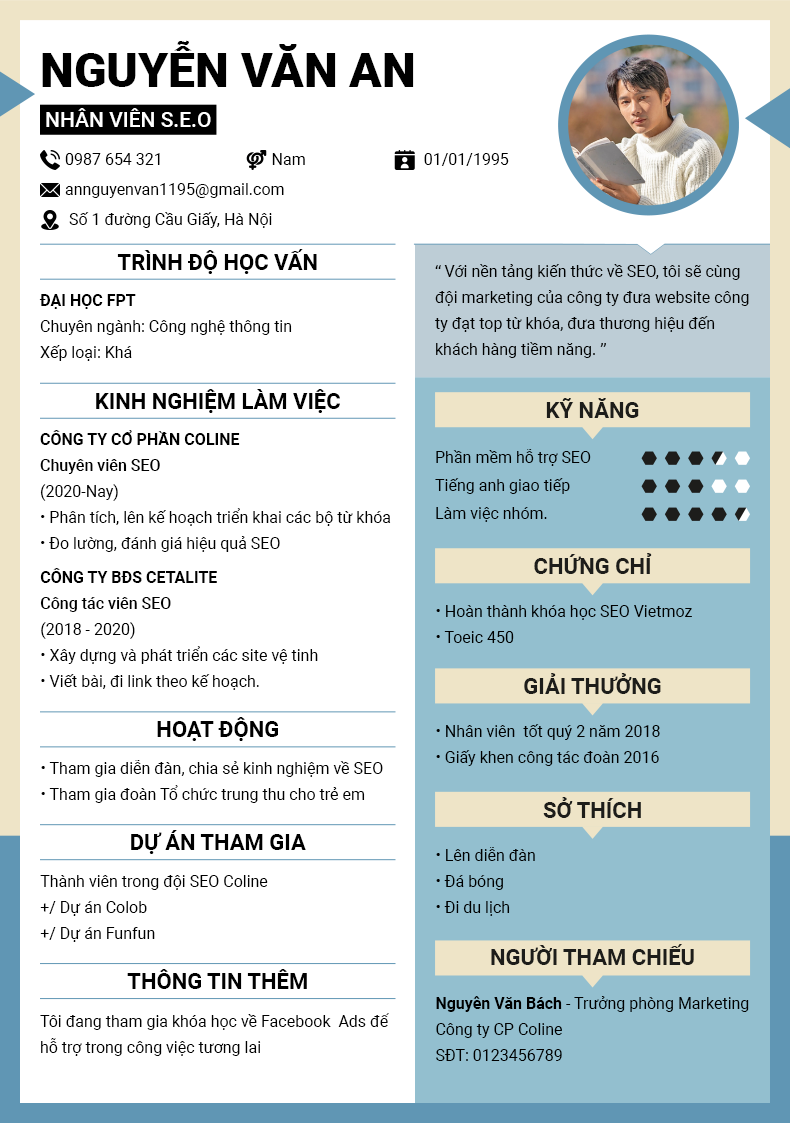 NGUYỄN VĂN AN
NHÂN VIÊN S.E.O
0987 654 321
Nam
01/01/1995
annguyenvan1195@gmail.com
Số 1 đường Cầu Giấy, Hà Nội
TRÌNH ĐỘ HỌC VẤN
ĐẠI HỌC FPT
Chuyên ngành: Công nghệ thông tin
Xếp loại: Khá
KINH NGHIỆM LÀM VIỆC
CÔNG TY CỔ PHẦN COLINE
Chuyên viên SEO
(2020-Nay)
• Phân tích, lên kế hoạch triển khai các bộ từ khóa
• Đo lường, đánh giá hiệu quả SEO
CÔNG TY BĐS CETALITE
Công tác viên SEO
(2018 - 2020)
• Xây dựng và phát triển các site vệ tinh
• Viết bài, đi link theo kế hoạch.
HOẠT ĐỘNG
• Tham gia diễn đàn, chia sẻ kinh nghiệm về SEO
• Tham gia đoàn Tổ chức trung thu cho trẻ em
DỰ ÁN THAM GIA
Thành viên trong đội SEO Coline
+/ Dự án Colob
+/ Dự án Funfun
THÔNG TIN THÊM
Tôi đang tham gia khóa học về Facebook  Ads để
hỗ trợ trong công việc tương lai
“ Với nền tảng kiến thức về SEO, tôi sẽ cùng
đội marketing của công ty đưa website công
ty đạt top từ khóa, đưa thương hiệu đến
khách hàng tiềm năng. ”
KỸ NĂNG
Phần mềm hỗ trợ SEO
Tiếng anh giao tiếp
Làm việc nhóm.
CHỨNG CHỈ
• Hoàn thành khóa học SEO Vietmoz
• Toeic 450
GIẢI THƯỞNG
• Nhân viên  tốt quý 2 năm 2018
• Giấy khen công tác đoàn 2016
SỞ THÍCH
• Lên diễn đàn
• Đá bóng
• Đi du lịch
NGƯỜI THAM CHIẾU
Nguyên Văn Bách - Trưởng phòng Marketing
Công ty CP Coline
SĐT: 0123456789